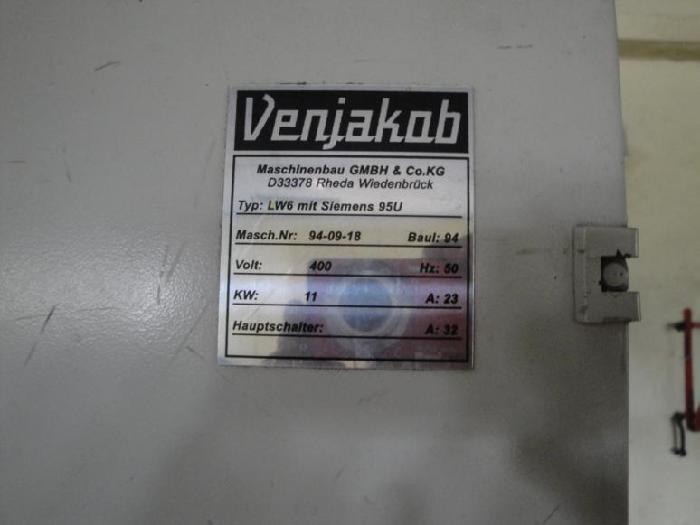 Venjakob
Maschinenbau GMBH & Co.KG
D33378 Rheda Wiedenbrück
Typ: LW6 mit Siemens 95U
Masch.Nr: 94-09-18 Bauj: 94
Volt: 400 Hz: 50
KW: 11 A: 23
Hauptschalter: A: 32